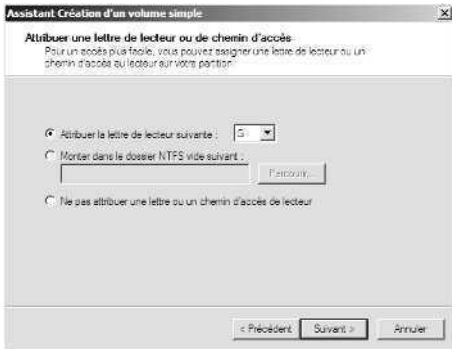 Assistant Création d'un volume simple
Attribuer une lettre de lecteur ou de chemin d'accès
Pour un accès plus facile, vous pouvez assigner une lettre de lecteur ou un
chemin d'accès au lecteur sur votre partition.
Attribuer la lettre de lecteur suivante :
Monter dans le dossier NTFS vide suivant :
Parcourir...
Ne pas attribuer une lettre ou un chemin d'accès de lecteur
< Précédent
Suivant >
Annuler